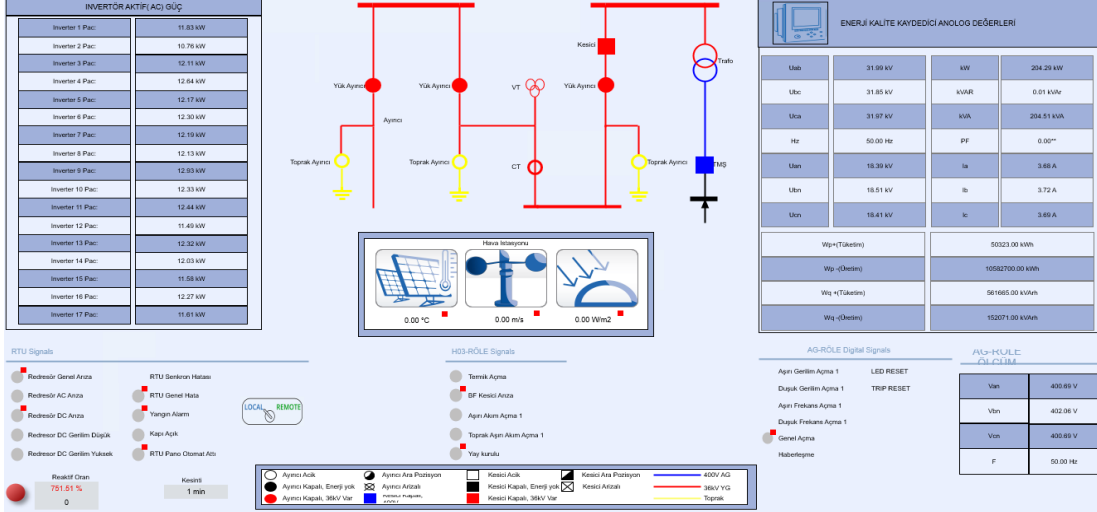 INVERTÖR AKTİF(AC) GÜÇ
Inverter 1 Pac: 11.83 kW
Inverter 2 Pac: 10.76 kW
Inverter 3 Pac: 12.11 kW
Inverter 4 Pac: 12.64 kW
Inverter 5 Pac: 12.17 kW
Inverter 6 Pac: 12.30 kW
Inverter 7 Pac: 12.19 kW
Inverter 8 Pac: 12.13 kW
Inverter 9 Pac: 12.93 kW
Inverter 10 Pac: 12.33 kW
Inverter 11 Pac: 12.44 kW
Inverter 12 Pac: 11.49 kW
Inverter 13 Pac: 12.32 kW
Inverter 14 Pac: 12.03 kW
Inverter 15 Pac: 11.58 kW
Inverter 16 Pac: 12.27 kW
Inverter 17 Pac: 11.61 kW
Kesici
Trafo
Yük Ayırıcı
Yük Ayırıcı
VT
Yük Ayırıcı
Ayırıcı
Toprak Ayırıcı
Toprak Ayırıcı
CT
Toprak Ayırıcı
TMŞ
Hava Istasyonu
0.00 °C 0.00 m/s 0.00 W/m2
ENERJİ KALİTE KAYDEDİCİ ANOLOG DEĞERLERİ
Uab 31.99 kV kW 204.29 kW
Ubc 31.85 kV kVAR 0.01 kVAr
Uca 31.97 kV kVA 204.51 kVA
Hz 50.00 Hz PF 0.00°°
Uan 18.39 kV Ia 3.68 A
Ubn 18.51 kV Ib 3.72 A
Ucn 18.41 kV Ic 3.69 A
Wp+(Tüketim) 50323.00 kWh
Wp -(Üretim) 10582700.00 kWh
Wq +(Tüketim) 561665.00 kVArh
Wq -(Üretim) 152071.00 kVArh
RTU Signals
Redresör Genel Arıza
Redresör AC Arıza
Redresör DC Arıza
Redresor DC Gerilim Düşük
Redresor DC Gerilim Yuksek
RTU Senkron Hatası
RTU Genel Hata
Yangın Alarm
Kapı Açık
RTU Pano Otomat Attı
LOCAL REMOTE
H03-RÖLE Signals
Termik Açma
BF Kesici Arıza
Aşırı Akım Açma 1
Toprak Aşırı Akım Açma 1
Yay kurulu
AG-RÖLE Digital Signals
Aşırı Gerilim Açma 1
Duşuk Gerilim Açma 1
Aşırı Frekans Açma 1
Duşuk Frekans Açma 1
Genel Açma
Haberleşme
LED RESET
TRIP RESET
AG-RÖLE
ÖLÇÜM
Van 400.69 V
Vbn 402.06 V
Vcn 400.69 V
F 50.00 Hz
Reaktif Oran
751.51 %
0
Kesinti
1 min
Ayırıcı Acik
Ayırıcı Kapalı, Enerji yok
Ayırıcı Kapalı, 36kV Var
Ayırıcı Ara Pozisyon
Ayırıcı Arızalı
Kesici Kapalı,
Kesici Acik
Kesici Kapalı, Enerji yok
Kesici Kapalı, 36kV Var
Kesici Ara Pozisyon
Kesici Arızalı
400V AG
36kV YG
Toprak